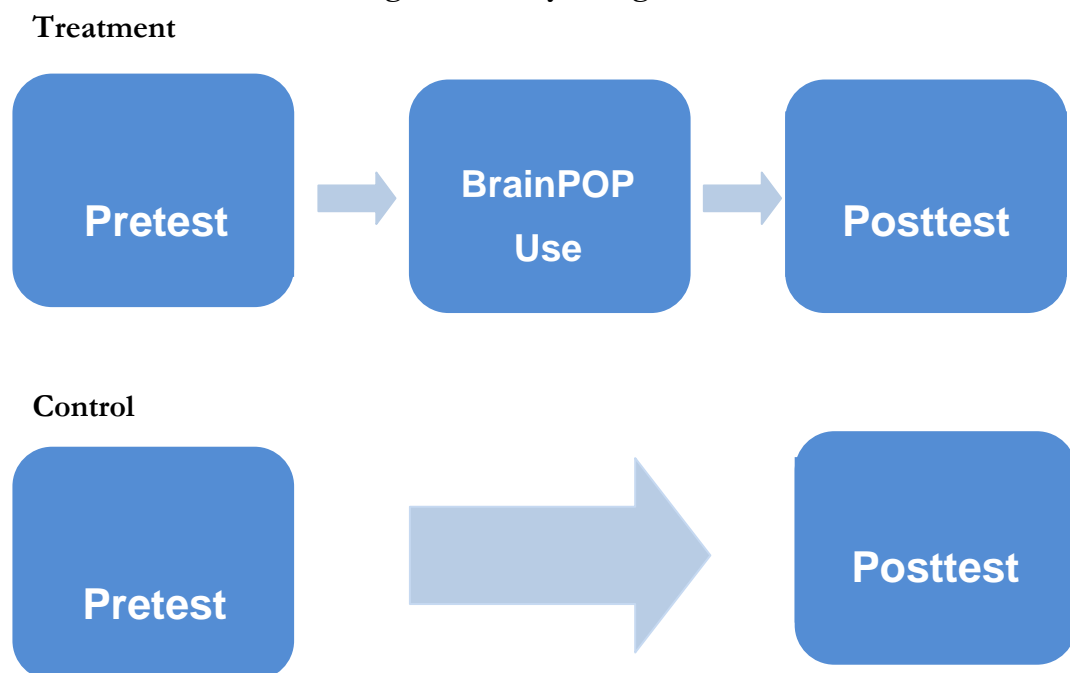 Treatment
Pretest
BrainPOP
Use
Posttest
Control
Pretest
Posttest